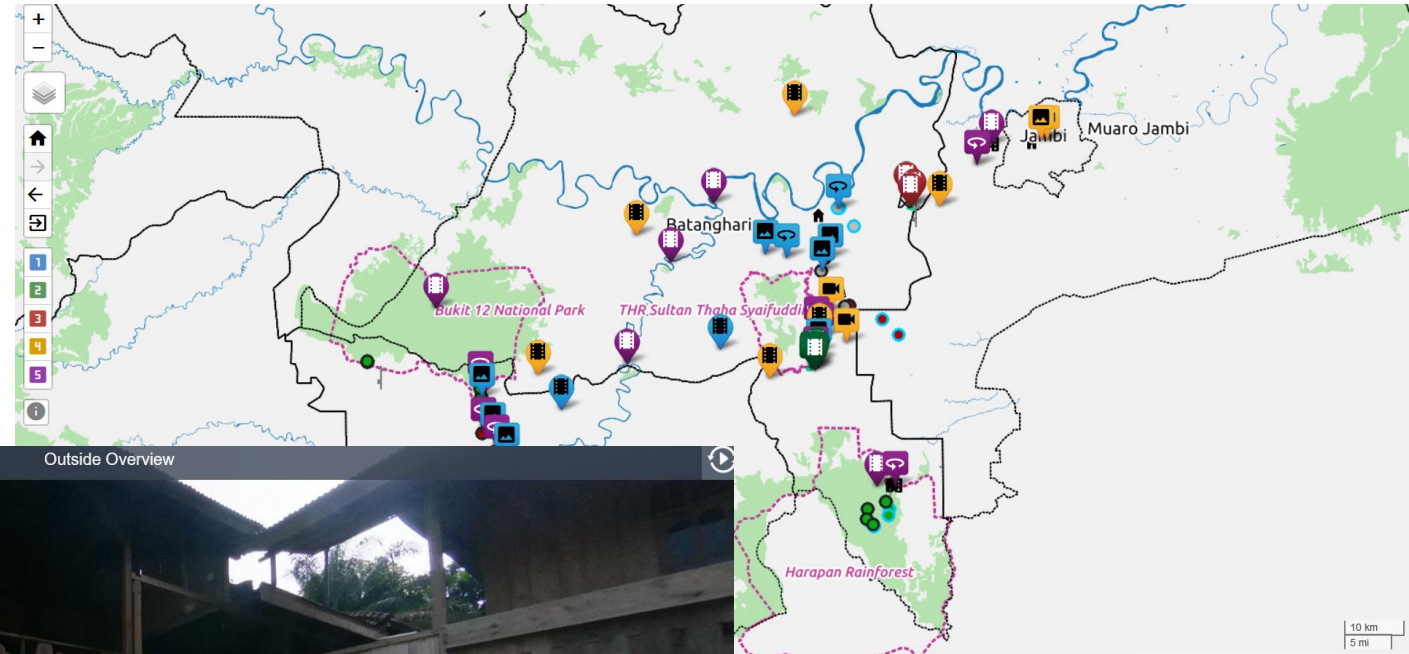 +
−
1
2
3
4
5
Jambi
Muaro Jambi
Batanghari
Bukit 12 National Park
THR Sultan Thaha Syaifuddi
Harapan Rainforest
Outside Overview
10 km
5 mi